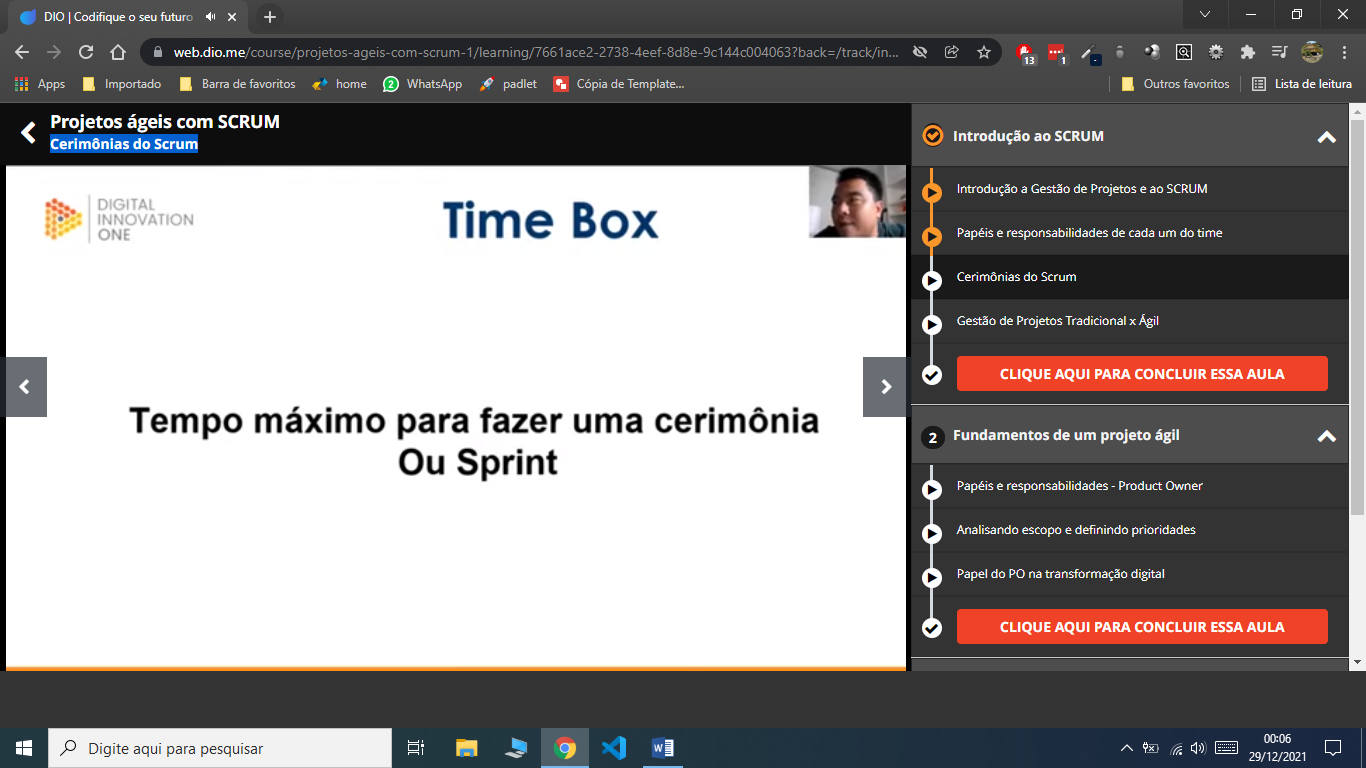 DIO | Codifique o seu futuro
web.dio.me/course/projetos-ageis-com-scrum-1/learning/7661ace2-2738-4eef-8d8e-9c144c004063?back=/track/in...
13
1
Apps
Importado
Barra de favoritos
home
2
WhatsApp
padlet
Cópia de Template...
Outros favoritos
Lista de leitura
Projetos ágeis com SCRUM
Cerimônias do Scrum
DIGITAL
INNOVATION
ONE
Time Box
Tempo máximo para fazer uma cerimônia
Ou Sprint
Introdução ao SCRUM
Introdução a Gestão de Projetos e ao SCRUM
Papéis e responsabilidades de cada um do time
Cerimônias do Scrum
Gestão de Projetos Tradicional x Ágil
CLIQUE AQUI PARA CONCLUIR ESSA AULA
2
Fundamentos de um projeto ágil
Papéis e responsabilidades - Product Owner
Analisando escopo e definindo prioridades
Papel do PO na transformação digital
CLIQUE AQUI PARA CONCLUIR ESSA AULA
Digite aqui para pesquisar
00:06
29/12/2021